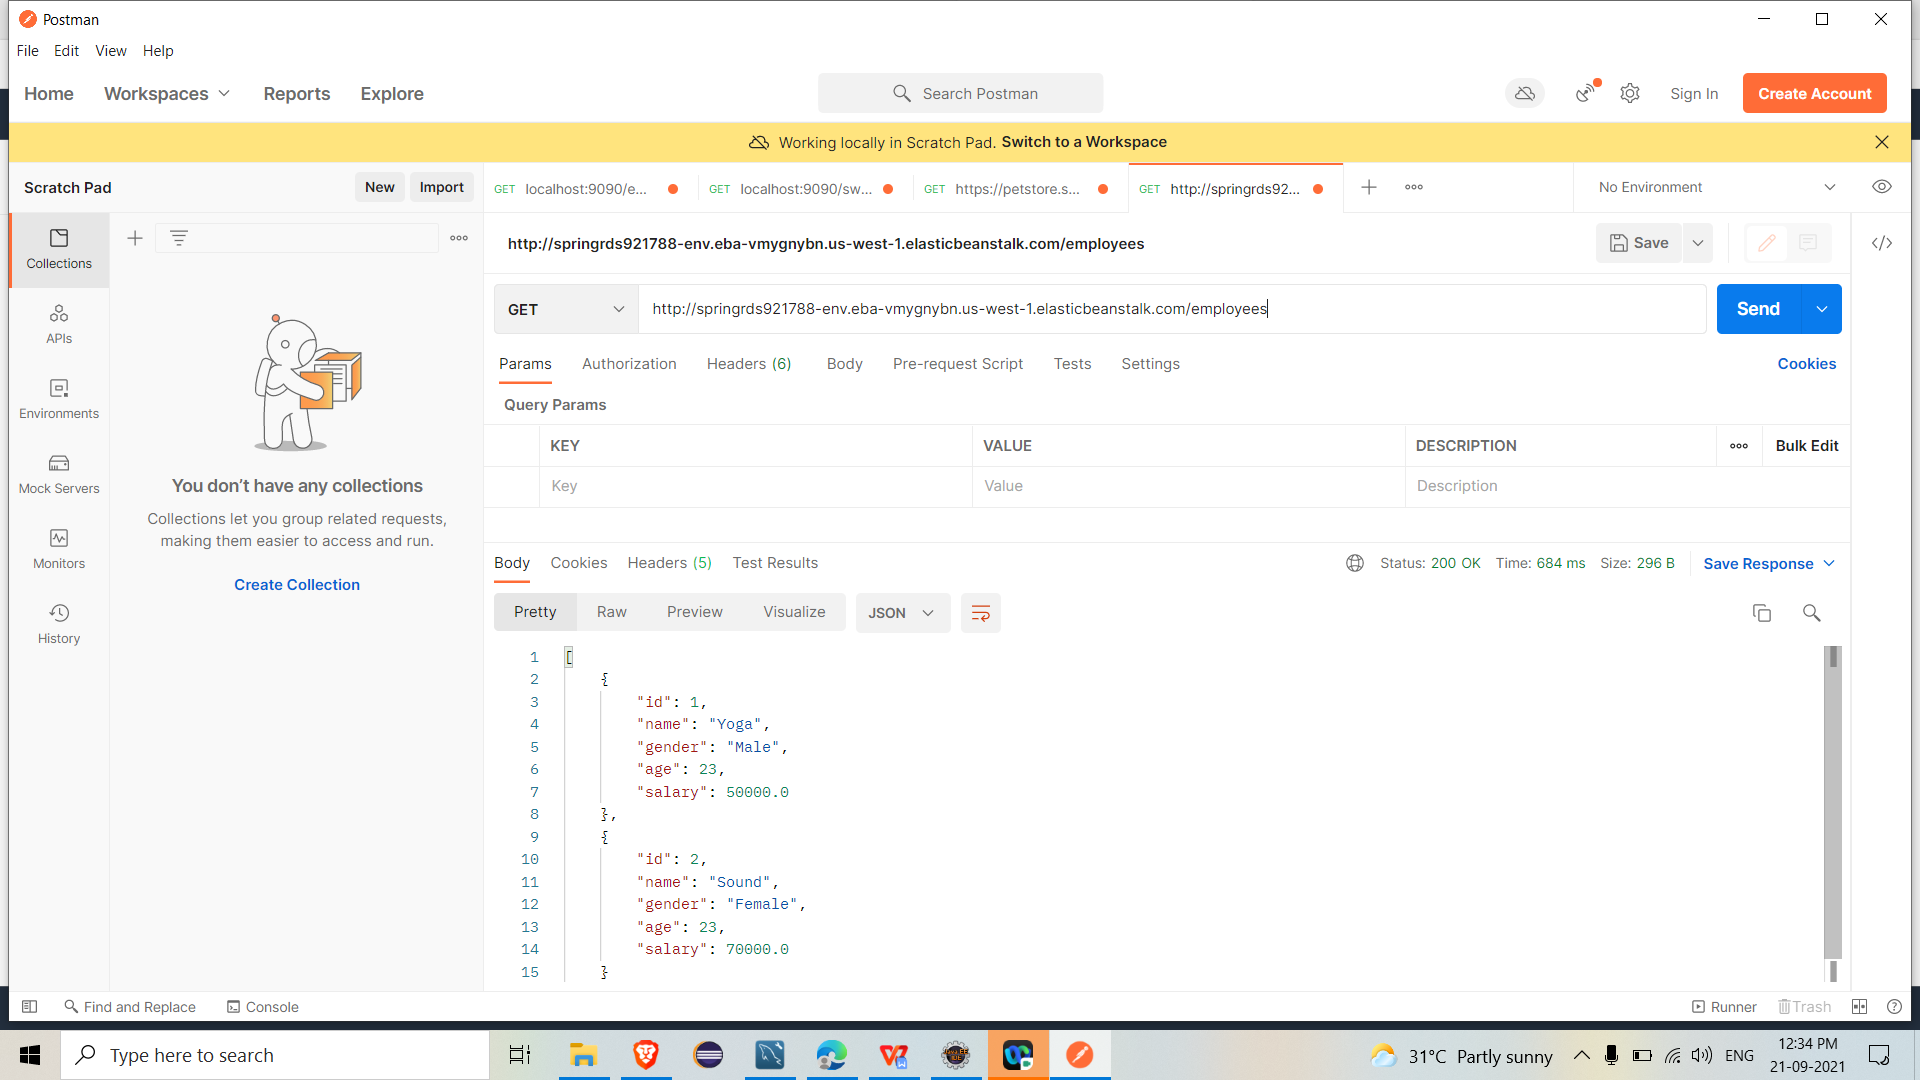 Postman
File Edit View Help
Home Workspaces Reports Explore Search Postman Sign In Create Account
Working locally in Scratch Pad. Switch to a Workspace
Scratch Pad New Import GET localhost:9090/e... GET localhost:9090/sw... GET https://petstore.s... GET http://springrds92... No Environment
Collections
APIs
Environments
Mock Servers
Monitors
History
You don't have any collections
Collections let you group related requests,
making them easier to access and run.
Create Collection
http://springrds921788-env.eba-vmygnybn.us-west-1.elasticbeanstalk.com/employees Save
GET http://springrds921788-env.eba-vmygnybn.us-west-1.elasticbeanstalk.com/employees Send
Params Authorization Headers (6) Body Pre-request Script Tests Settings Cookies
Query Params
KEY VALUE DESCRIPTION Bulk Edit
Key Value Description
Body Cookies Headers (5) Test Results Status: 200 OK Time: 684 ms Size: 296 B Save Response
Pretty Raw Preview Visualize JSON
1 [
2 {
3 "id": 1,
4 "name": "Yoga",
5 "gender": "Male",
6 "age": 23,
7 "salary": 50000.0
8 },
9 {
10 "id": 2,
11 "name": "Sound",
12 "gender": "Female",
13 "age": 23,
14 "salary": 70000.0
15 }
Find and Replace Console Runner Trash
Type here to search 31°C Partly sunny ENG 12:34 PM
21-09-2021